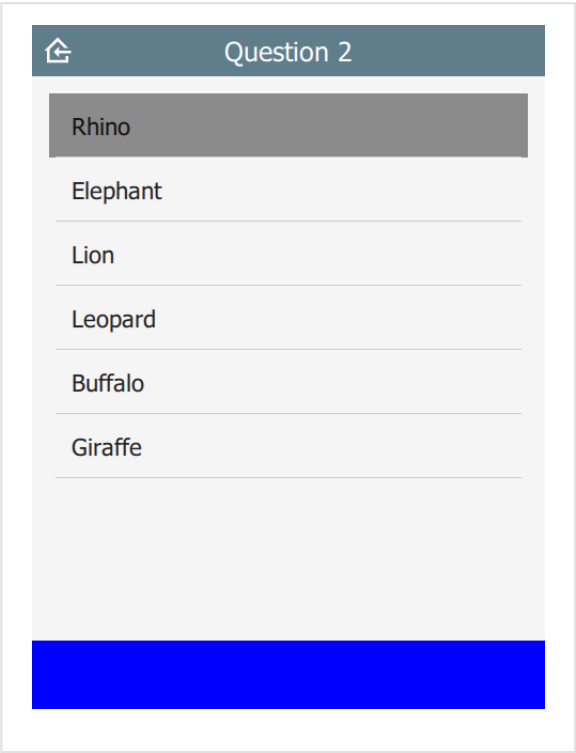 Question 2
Rhino
Elephant
Lion
Leopard
Buffalo
Giraffe